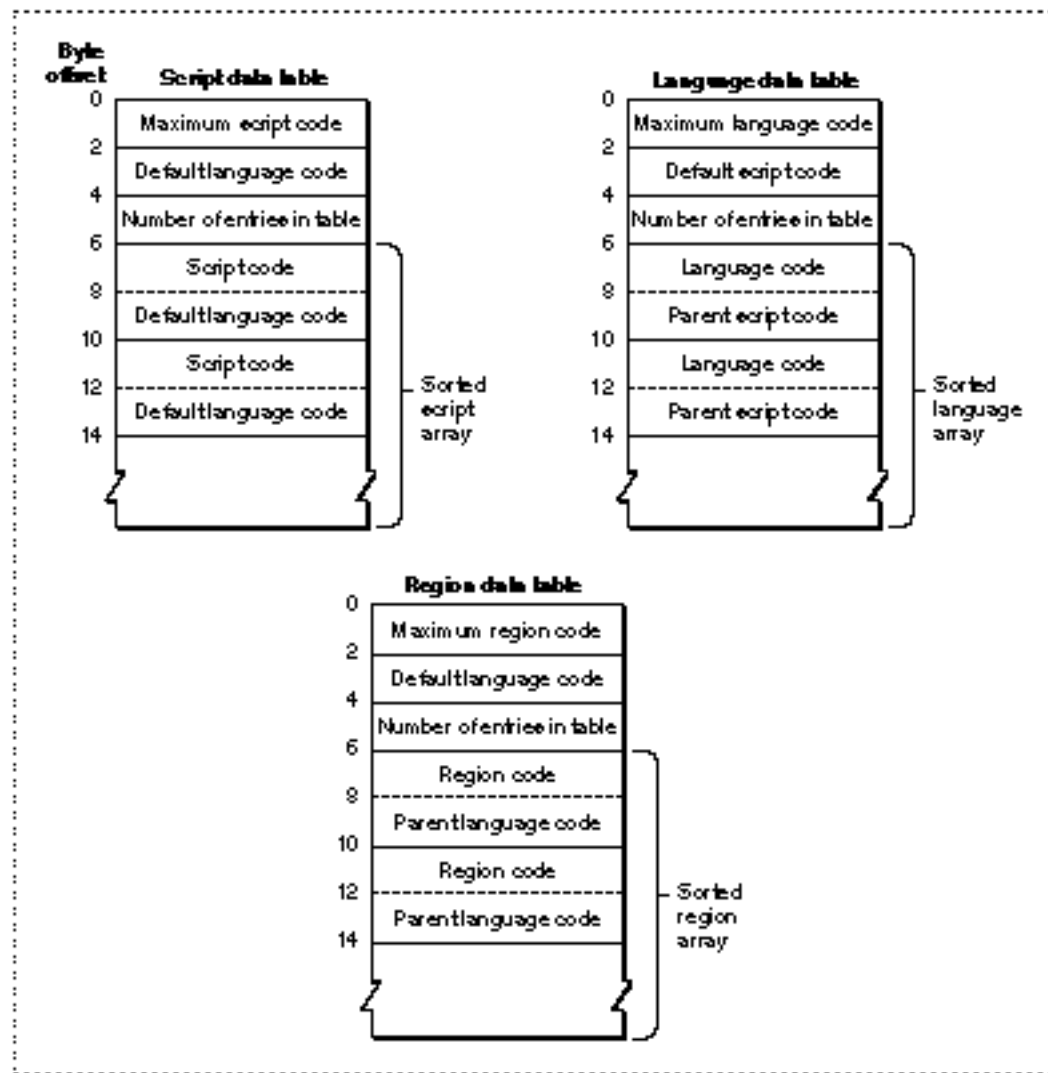 Byte
offset
Script data table
0
Maximum script code
2
Default language code
4
Number of entries in table
6
Script code
8
Default language code
10
Script code
12
Default language code
14
Sorted
script
array
Language data table
0
Maximum language code
2
Default script code
4
Number of entries in table
6
Language code
8
Parent script code
10
Language code
12
Parent script code
14
Sorted
language
array
Region data table
0
Maximum region code
2
Default language code
4
Number of entries in table
6
Region code
8
Parent language code
10
Region code
12
Parent language code
14
Sorted
region
array